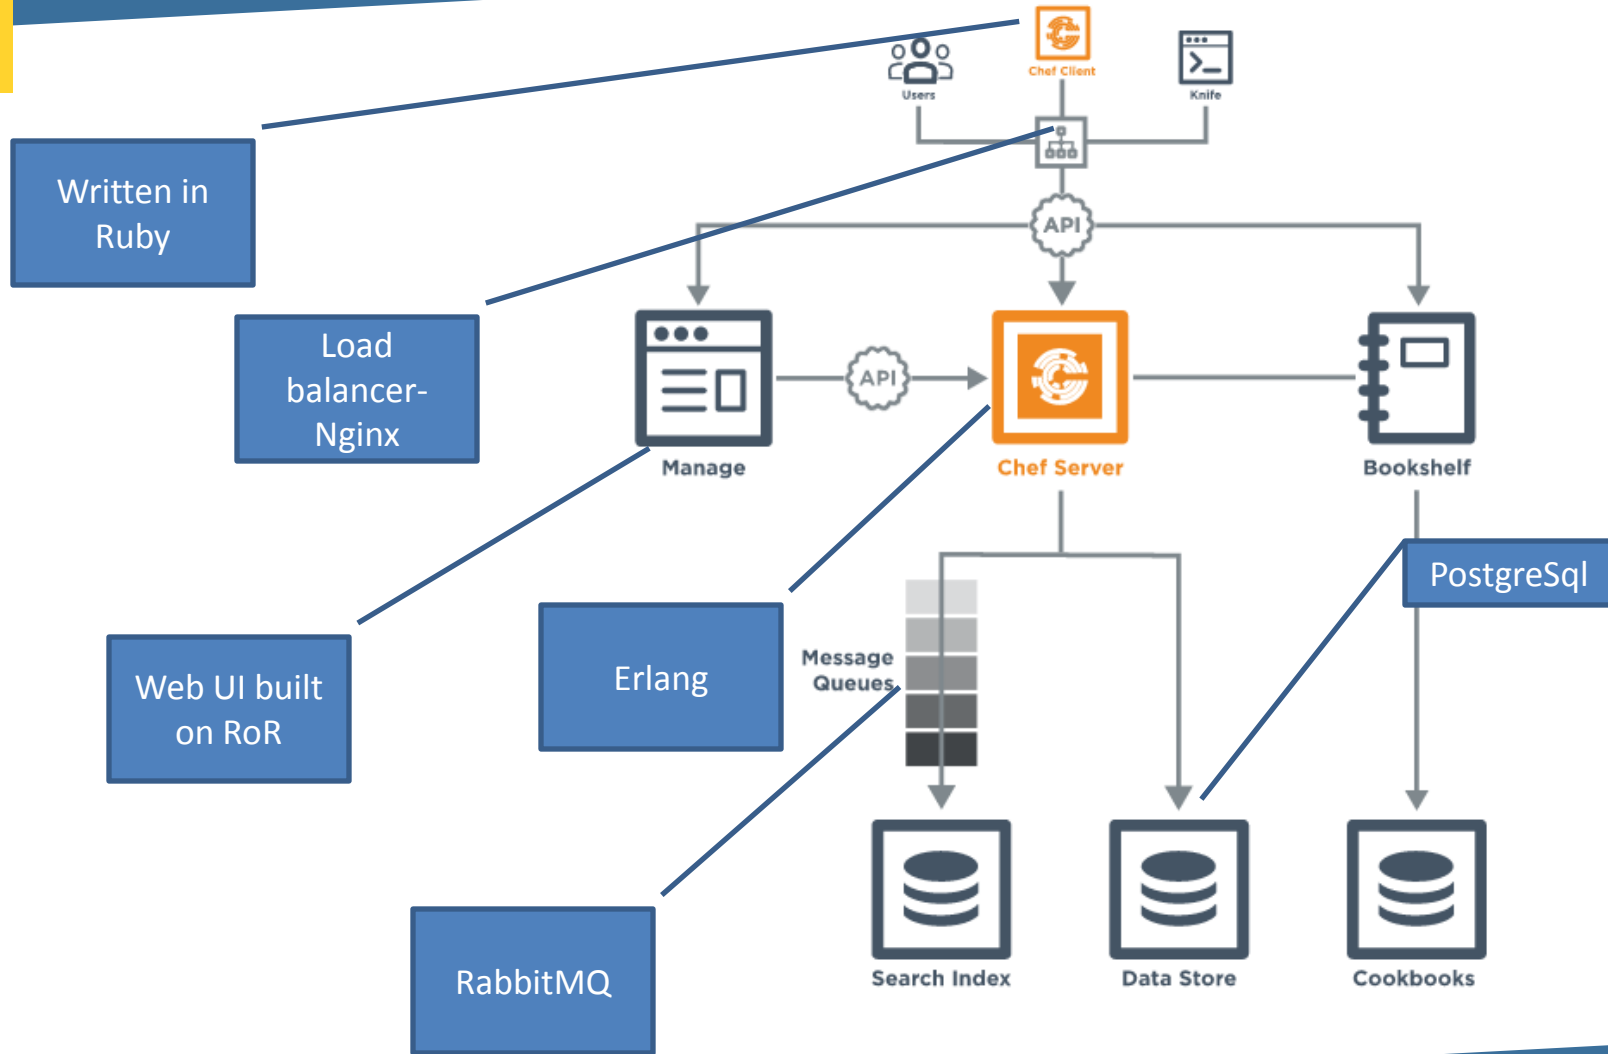 Chef Client
Users
Knife
Written in
Ruby
API
Load
balancer-
Nginx
API
Manage
Chef Server
Bookshelf
PostgreSql
Web UI built
on RoR
Erlang
Message
Queues
RabbitMQ
Search Index
Data Store
Cookbooks